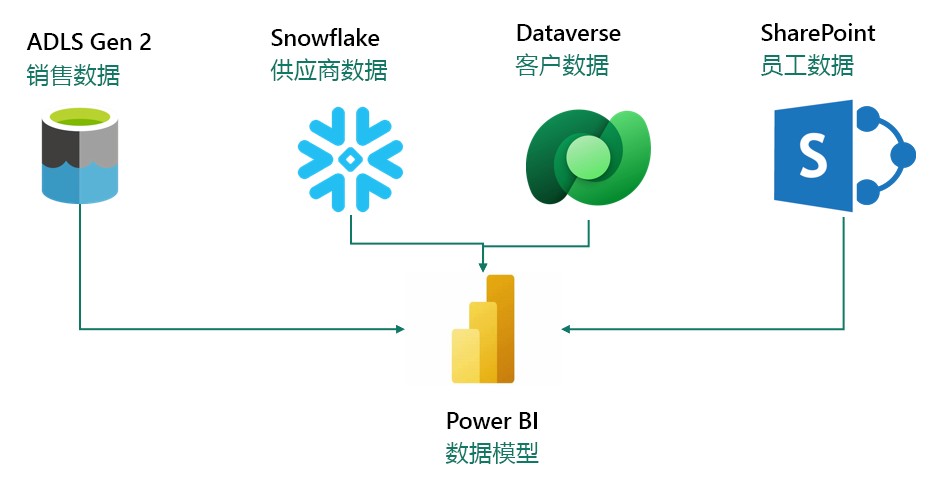 ADLS Gen 2
销售数据
Snowflake
供应商数据
Dataverse
客户数据
SharePoint
员工数据
S
Power BI
数据模型